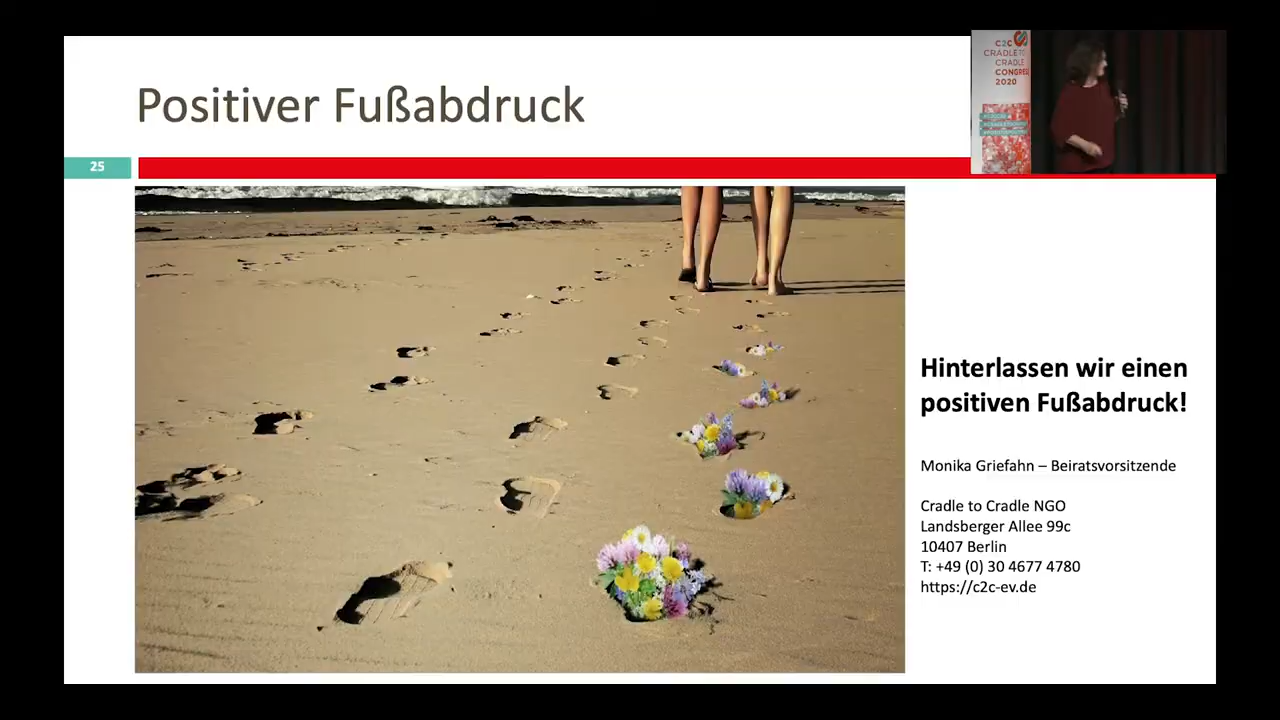 Positiver Fußabdruck
C2C
CRADLE TO
CRADLE
CONGRESS
2020
25
Hinterlassen wir einen
positiven Fußabdruck!
Monika Griefahn – Beiratsvorsitzende
Cradle to Cradle NGO
Landsberger Allee 99c
10407 Berlin
T: +49 (0) 30 4677 4780
https://c2c-ev.de